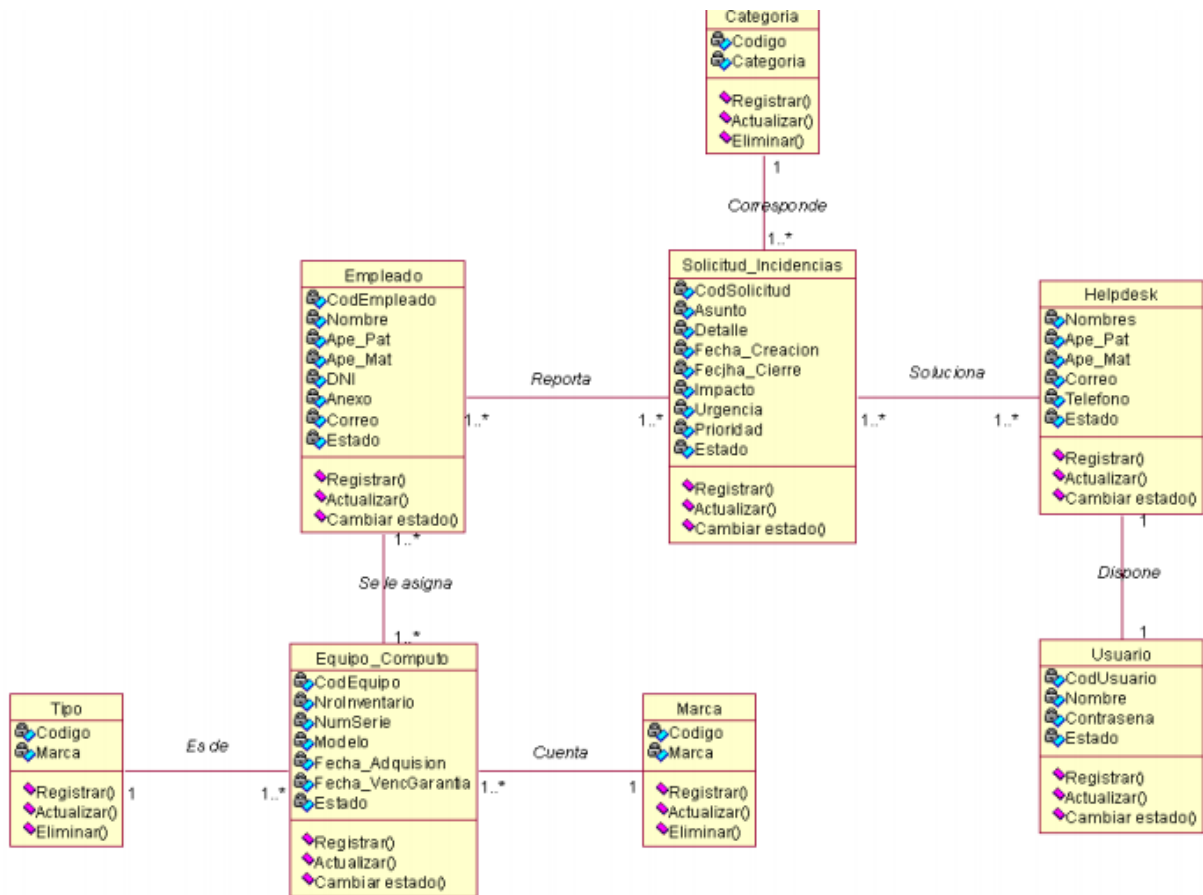 Categoria
Codigo
Categoria
Registrar()
Actualizar()
Eliminar()
1
Corresponde
1..*
Empleado
CodEmpleado
Nombre
Ape_Pat
Ape_Mat
DNI
Anexo
Correo
Estado
Registrar()
Actualizar()
Cambiar estado()
Reporta
1..*
1..*
Solicitud_Incidencias
CodSolicitud
Asunto
Detalle
Fecha_Creacion
Fecjha_Cierre
Impacto
Urgencia
Prioridad
Estado
Registrar()
Actualizar()
Cambiar estado()
Soluciona
1..*
1..*
Helpdesk
Nombres
Ape_Pat
Ape_Mat
Correo
Telefono
Estado
Registrar()
Actualizar()
Cambiar estado()
1..*
Se le asigna
1..*
1
Dispone
1
Tipo
Codigo
Marca
Registrar()
Actualizar()
Eliminar()
Es de
1
1..*
Equipo_Computo
CodEquipo
NroInventario
NumSerie
Modelo
Fecha_Adquision
Fecha_VencGarantia
Estado
Registrar()
Actualizar()
Cambiar estado()
Cuenta
1..*
1
Marca
Codigo
Marca
Registrar()
Actualizar()
Eliminar()
Usuario
CodUsuario
Nombre
Contrasena
Estado
Registrar()
Actualizar()
Cambiar estado()